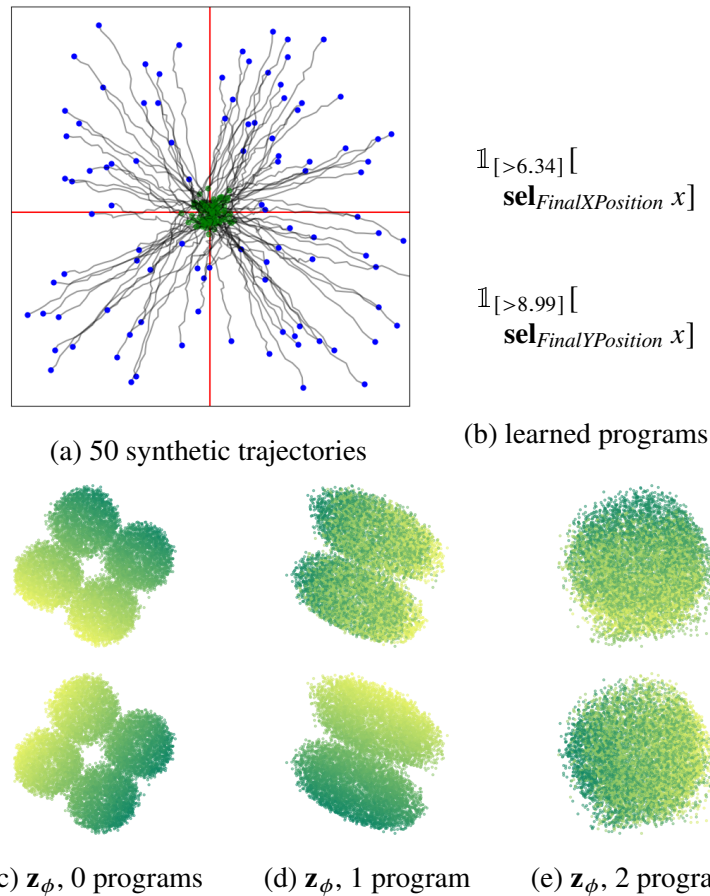 𝟙[>6.34] [
sel_FinalXPosition x]
𝟙[>8.99] [
sel_FinalYPosition x]
(a) 50 synthetic trajectories
(b) learned programs
c) z_ϕ, 0 programs
(d) z_ϕ, 1 program
(e) z_ϕ, 2 progra